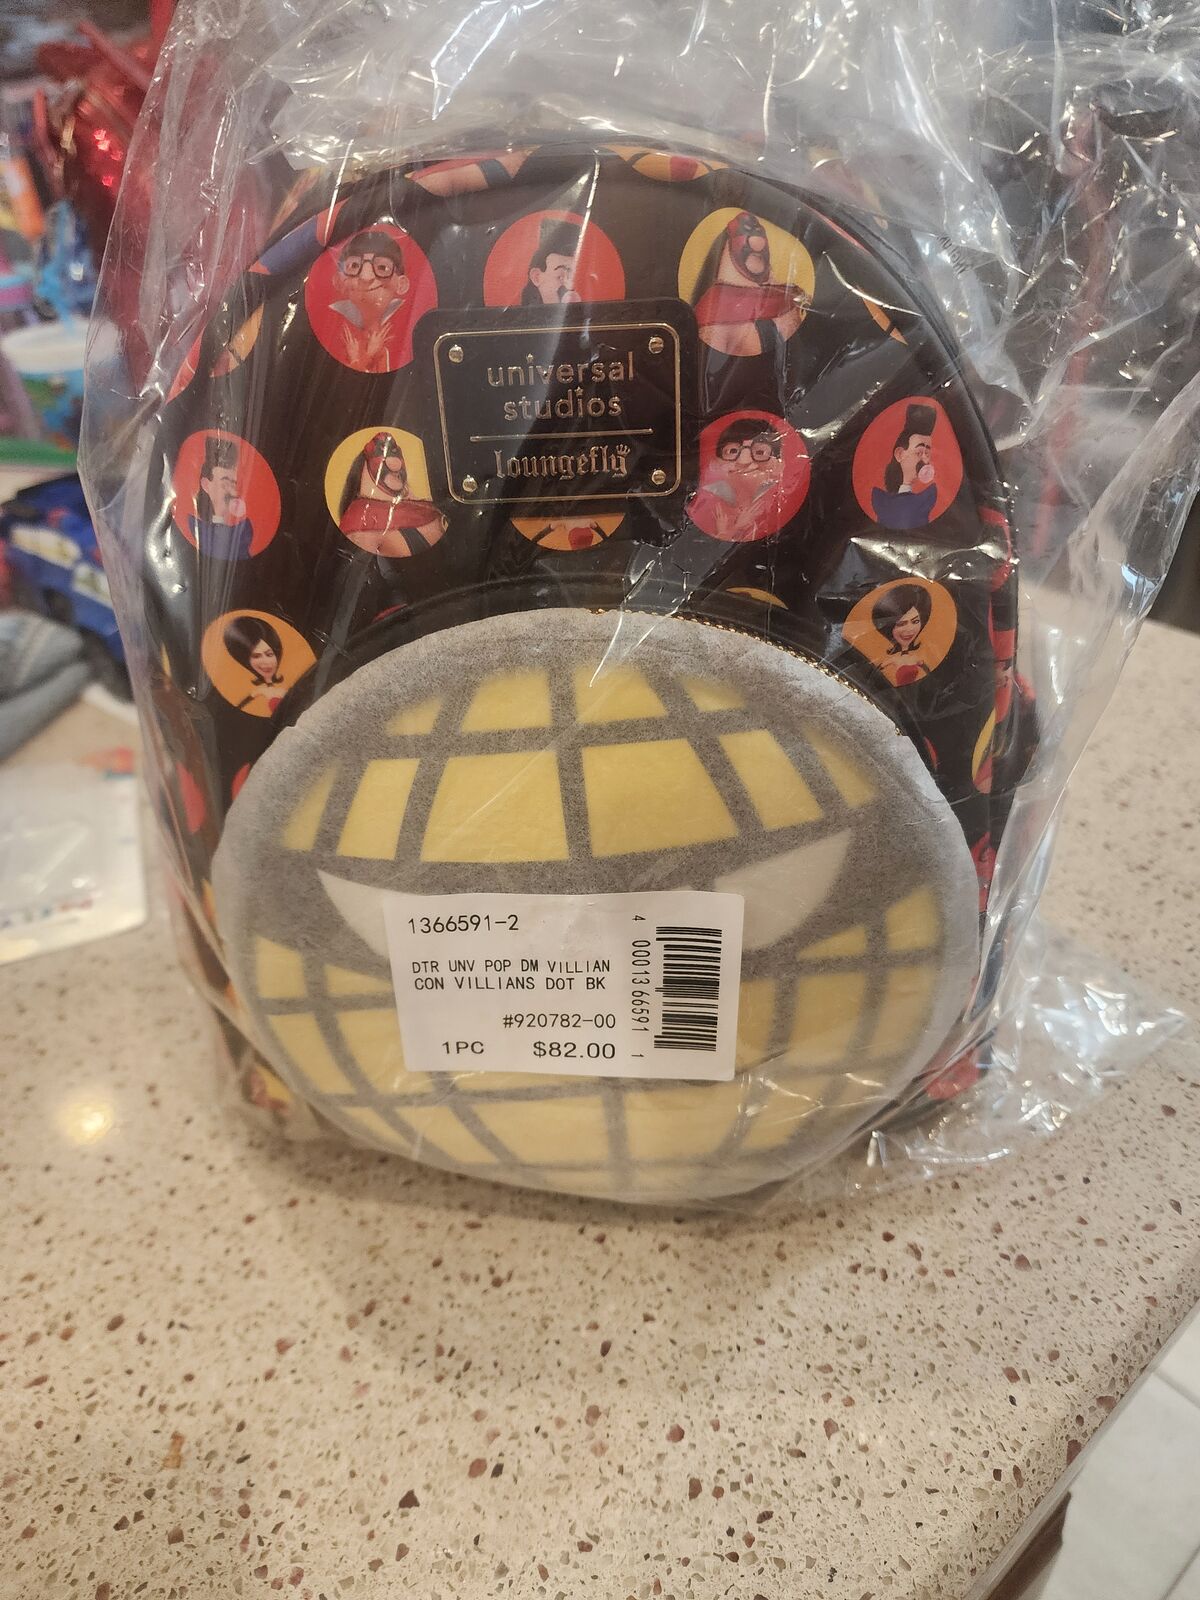 universal
studios
loungefly
1366591-2
DTR UNV POP DM VILLIAN
CON VILLIANS DOT BK
#920782-00
1PC $82.00
4 00013 66591 1